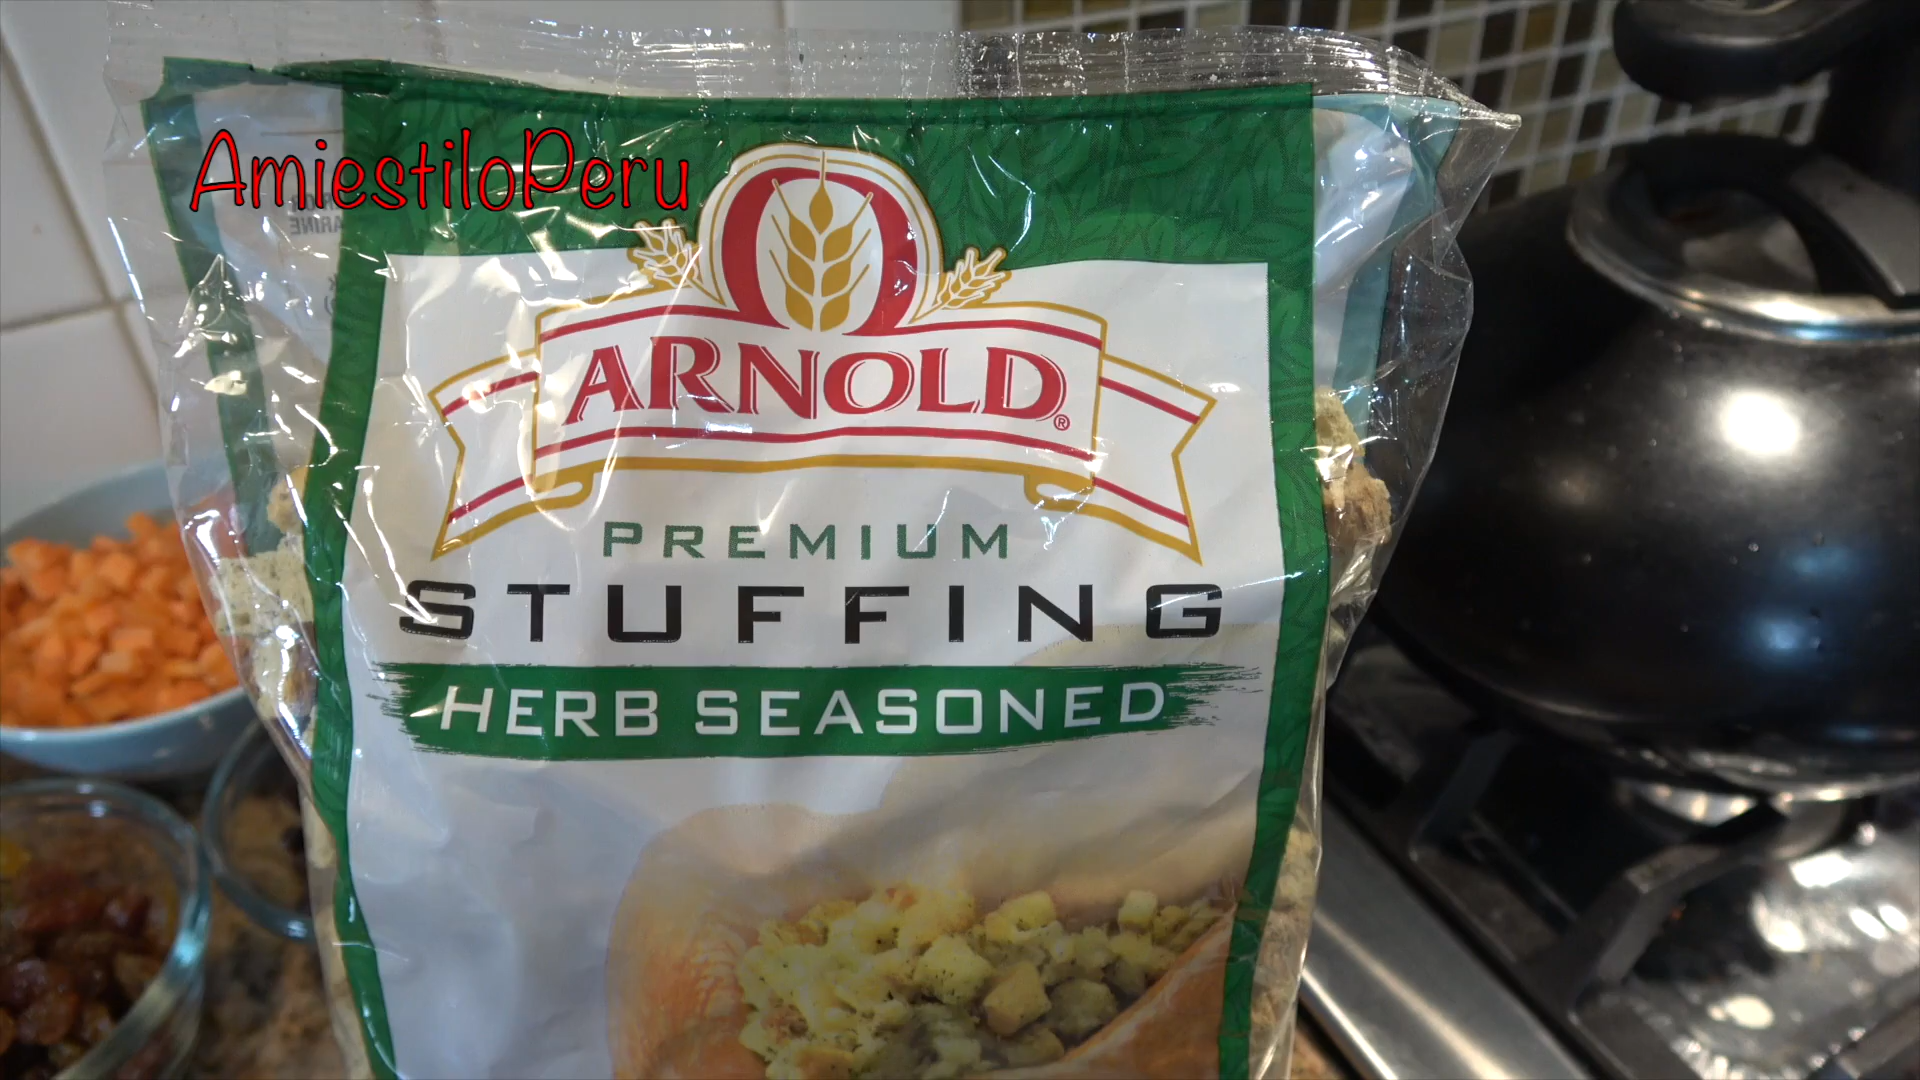 AmiestiloPeru
ARNOLD®
PREMIUM
STUFFING
HERB SEASONED